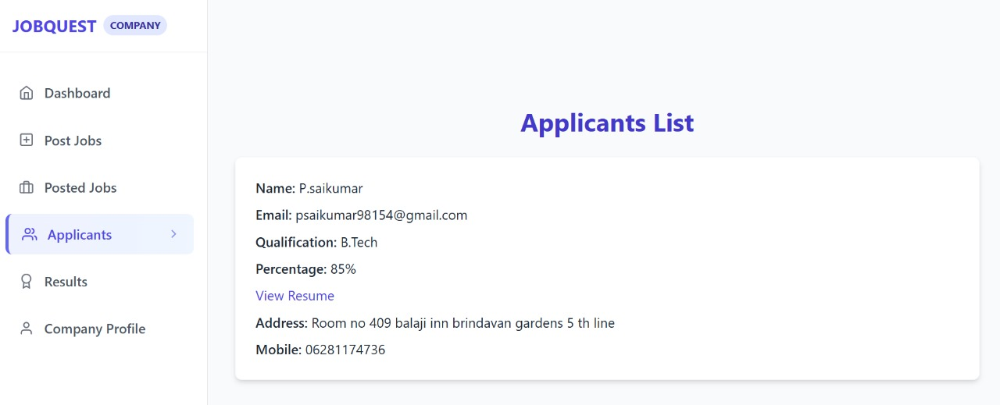 JOBQUEST COMPANY
Dashboard
Post Jobs
Posted Jobs
Applicants
Results
Company Profile
Applicants List
Name: P.saikumar
Email: psaikumar98154@gmail.com
Qualification: B.Tech
Percentage: 85%
View Resume
Address: Room no 409 balaji inn brindavan gardens 5 th line
Mobile: 06281174736